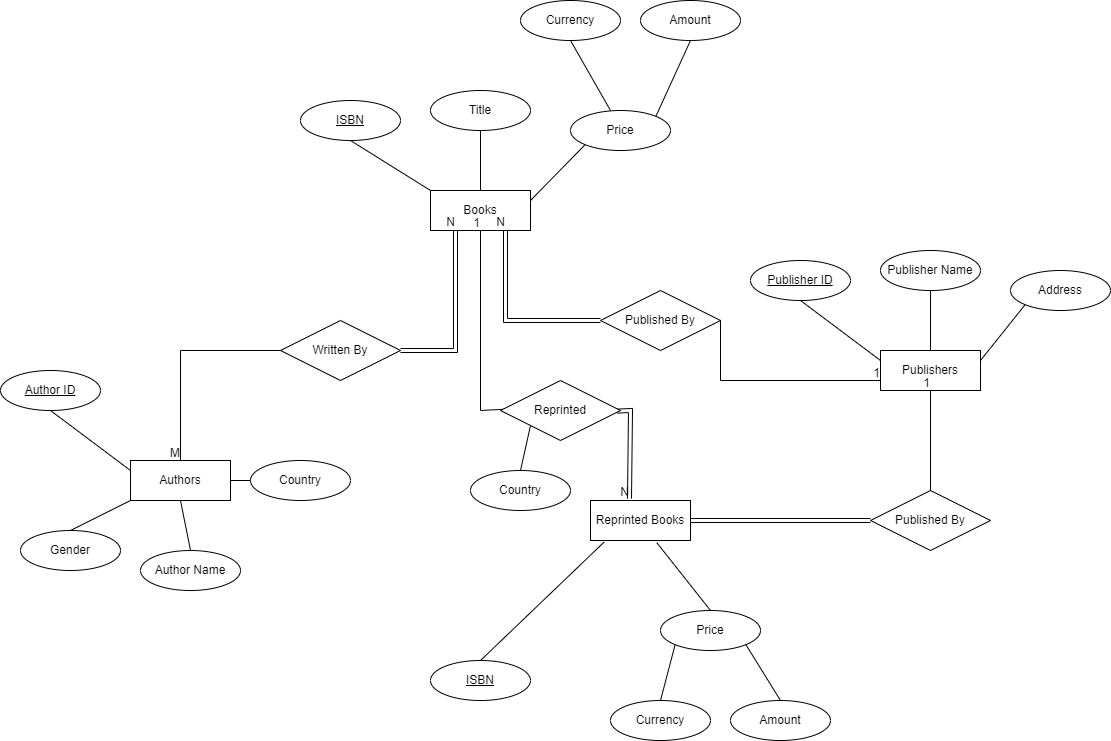 Currency
Amount
ISBN
Title
Price
Books
N 1 N
Publisher ID
Publisher Name
Address
Published By
Written By
Publishers
1
1
Author ID
Reprinted
M
Authors
Country
Country
N
Reprinted Books
Published By
Gender
Author Name
Price
ISBN
Currency
Amount